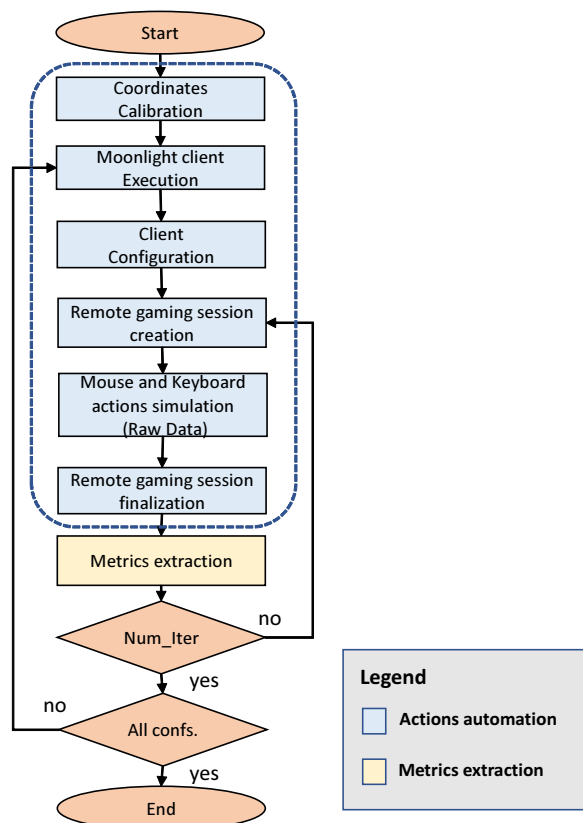 Start
Coordinates
Calibration
Moonlight client
Execution
Client
Configuration
Remote gaming session
creation
Mouse and Keyboard
actions simulation
(Raw Data)
Remote gaming session
finalization
Metrics extraction
no
Num_Iter
yes
no
All confs.
yes
End
Legend
Actions automation
Metrics extraction